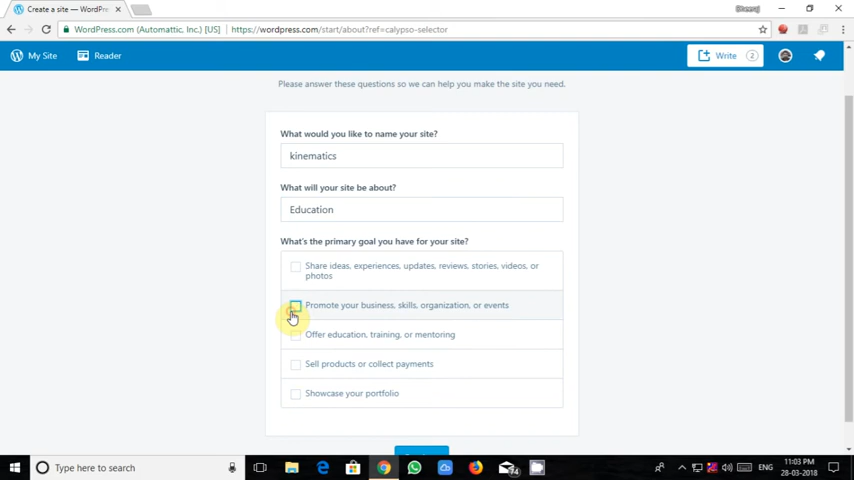 Create a site — WordPr
WordPress.com (Automattic, Inc.) [US]
https://wordpress.com/start/about?ref=calypso-selector
My Site
Reader
Write
2
Please answer these questions so we can help you make the site you need.
What would you like to name your site?
kinematics
What will your site be about?
Education
What's the primary goal you have for your site?
Share ideas, experiences, updates, reviews, stories, videos, or
photos
Promote your business, skills, organization, or events
Offer education, training, or mentoring
Sell products or collect payments
Showcase your portfolio
Type here to search
74
ENG
11:03 PM
28-03-2018